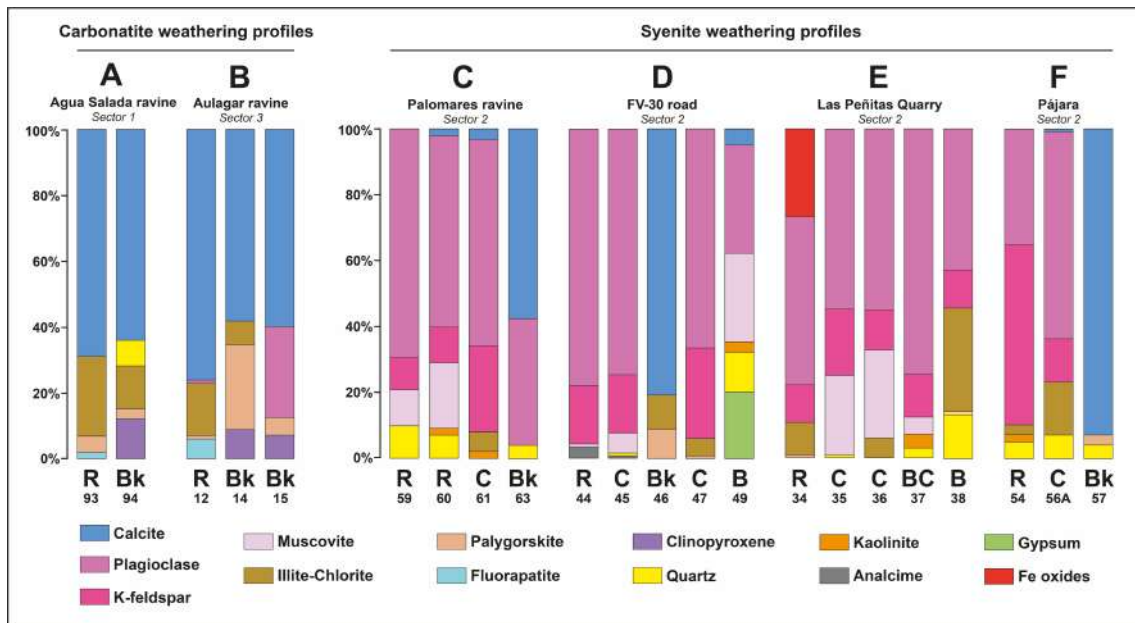 Carbonatite weathering profiles
Syenite weathering profiles
A
B
C
D
E
F
Agua Salada ravine
Aulagar ravine
Palomares ravine
FV-30 road
Las Peñitas Quarry
Pájara
Sector 1
Sector 3
Sector 2
Sector 2
Sector 2
Sector 2
100%
80%
60%
40%
20%
0%
100%
80%
60%
40%
20%
0%
R Bk R Bk Bk R R C Bk R C Bk C B R C C BC B R C Bk
93 94 12 14 15 59 60 61 63 44 45 46 47 49 34 35 36 37 38 54 56A 57
Calcite
Plagioclase
K-feldspar
Muscovite
Illite-Chlorite
Palygorskite
Fluorapatite
Clinopyroxene
Quartz
Kaolinite
Analcime
Gypsum
Fe oxides